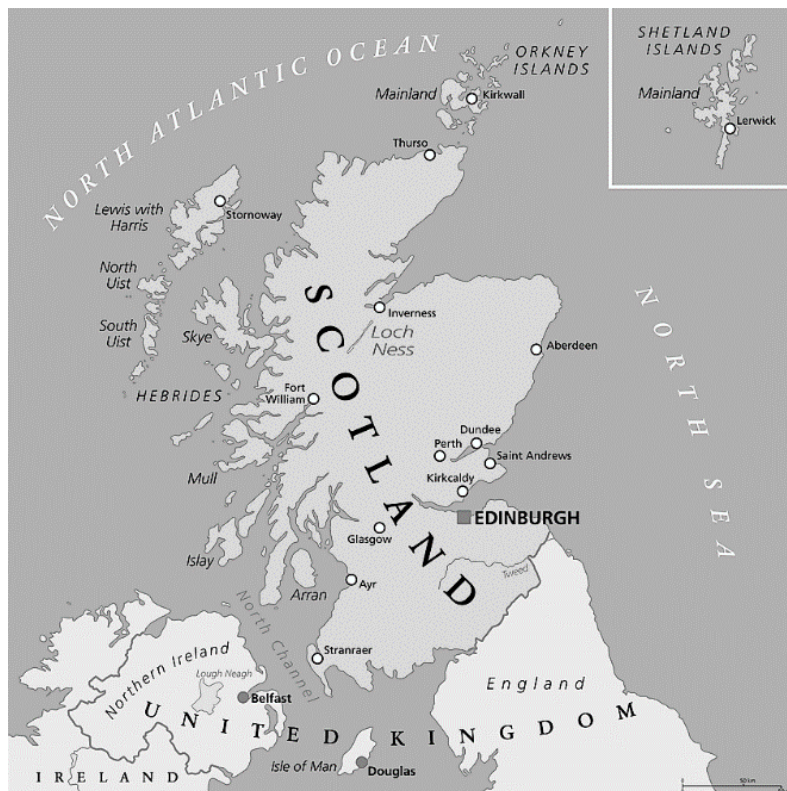 NORTH ATLANTIC OCEAN
ORKNEY
ISLANDS
SHETLAND
ISLANDS
Mainland
Kirkwall
Mainland
Lerwick
Thurso
Lewis with
Harris
Stornoway
North
Uist
South
Uist
Skye
HEBRIDES
SCOTLAND
Inverness
Loch
Ness
Aberdeen
NORTH SEA
Fort
William
Dundee
Perth
Saint Andrews
Kirkcaldy
Mull
EDINBURGH
Glasgow
Islay
Arran
Ayr
Tweed
North Channel
Stranraer
Northern Ireland
Lough Neagh
Belfast
England
UNITED KINGDOM
Isle of Man
Douglas
IRELAND
50 km